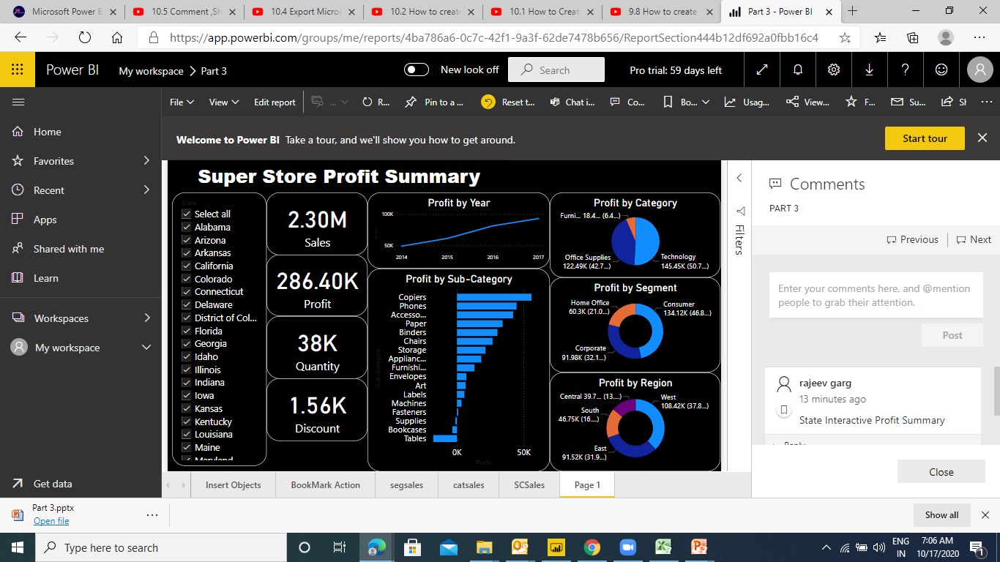 Microsoft Power B
10.5 Comment ,Sh
10.4 Export Micros
10.2 How to create
10.1 How to Creat
9.8 How to create
Part 3 - Power BI
https://app.powerbi.com/groups/me/reports/4ba786a6-0c7c-42f1-9a3f-62de7478b656/ReportSection444b12df692a0fbb16c4
Power BI
My workspace > Part 3
New look off
Search
Pro trial: 59 days left
File
View
Edit report
...
R...
Pin to a ...
Reset t...
Chat i...
Co...
Bo...
Usag...
View...
F...
Su...
Sh
Home
Favorites
Recent
Apps
Shared with me
Learn
Workspaces
My workspace
Get data
Welcome to Power BI Take a tour, and we'll show you how to get around.
Start tour
Super Store Profit Summary
State
Select all
Alabama
Arizona
Arkansas
California
Colorado
Connecticut
Delaware
District of Col...
Florida
Georgia
Idaho
Illinois
Indiana
Iowa
Kansas
Kentucky
Louisiana
Maine
Maryland
2.30M
Sales
286.40K
Profit
38K
Quantity
1.56K
Discount
Profit by Year
100K
50K
Profit
2014
2015
2016
2017
Profit by Sub-Category
Sub-Category
Copiers
Phones
Accesso...
Paper
Binders
Chairs
Storage
Applianc...
Furnishi...
Envelopes
Art
Labels
Machines
Fasteners
Supplies
Bookcases
Tables
0K
50K
Profit
Profit by Category
Furni... 18.4... (6.4...)
Office Supplies
122.49K (42.7...)
Technology
145.45K (50.7...)
Profit by Segment
Home Office
60.3K (21.0...)
Consumer
134.12K (46.8...)
Corporate
91.98K (32.1...)
Profit by Region
Central 39.7... (13....)
West
108.42K (37.8...)
South
46.75K (16....)
East
91.52K (31.9...)
Filters
Comments
PART 3
Previous
Next
Enter your comments here, and @mention
people to grab their attention.
Post
rajeev garg
13 minutes ago
State Interactive Profit Summary
Reply
Close
Insert Objects
BookMark Action
segsales
catsales
SCSales
Page 1
Part 3.pptx
Open file
Show all
Type here to search
ENG
IN
7:06 AM
10/17/2020
1